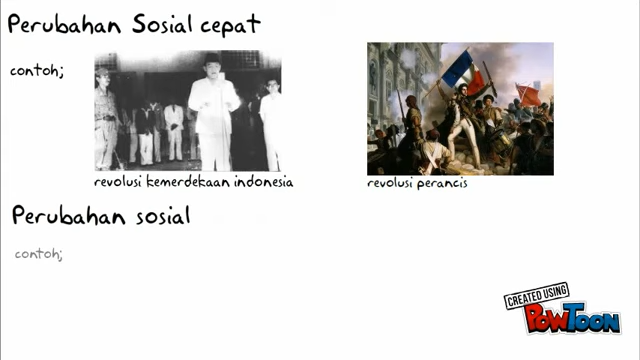 Perubahan Sosial cepat
contoh;
revolusi kemerdekaan indonesia
revolusi perancis
Perubahan sosial
contoh;
CREATED USING
POWTOON